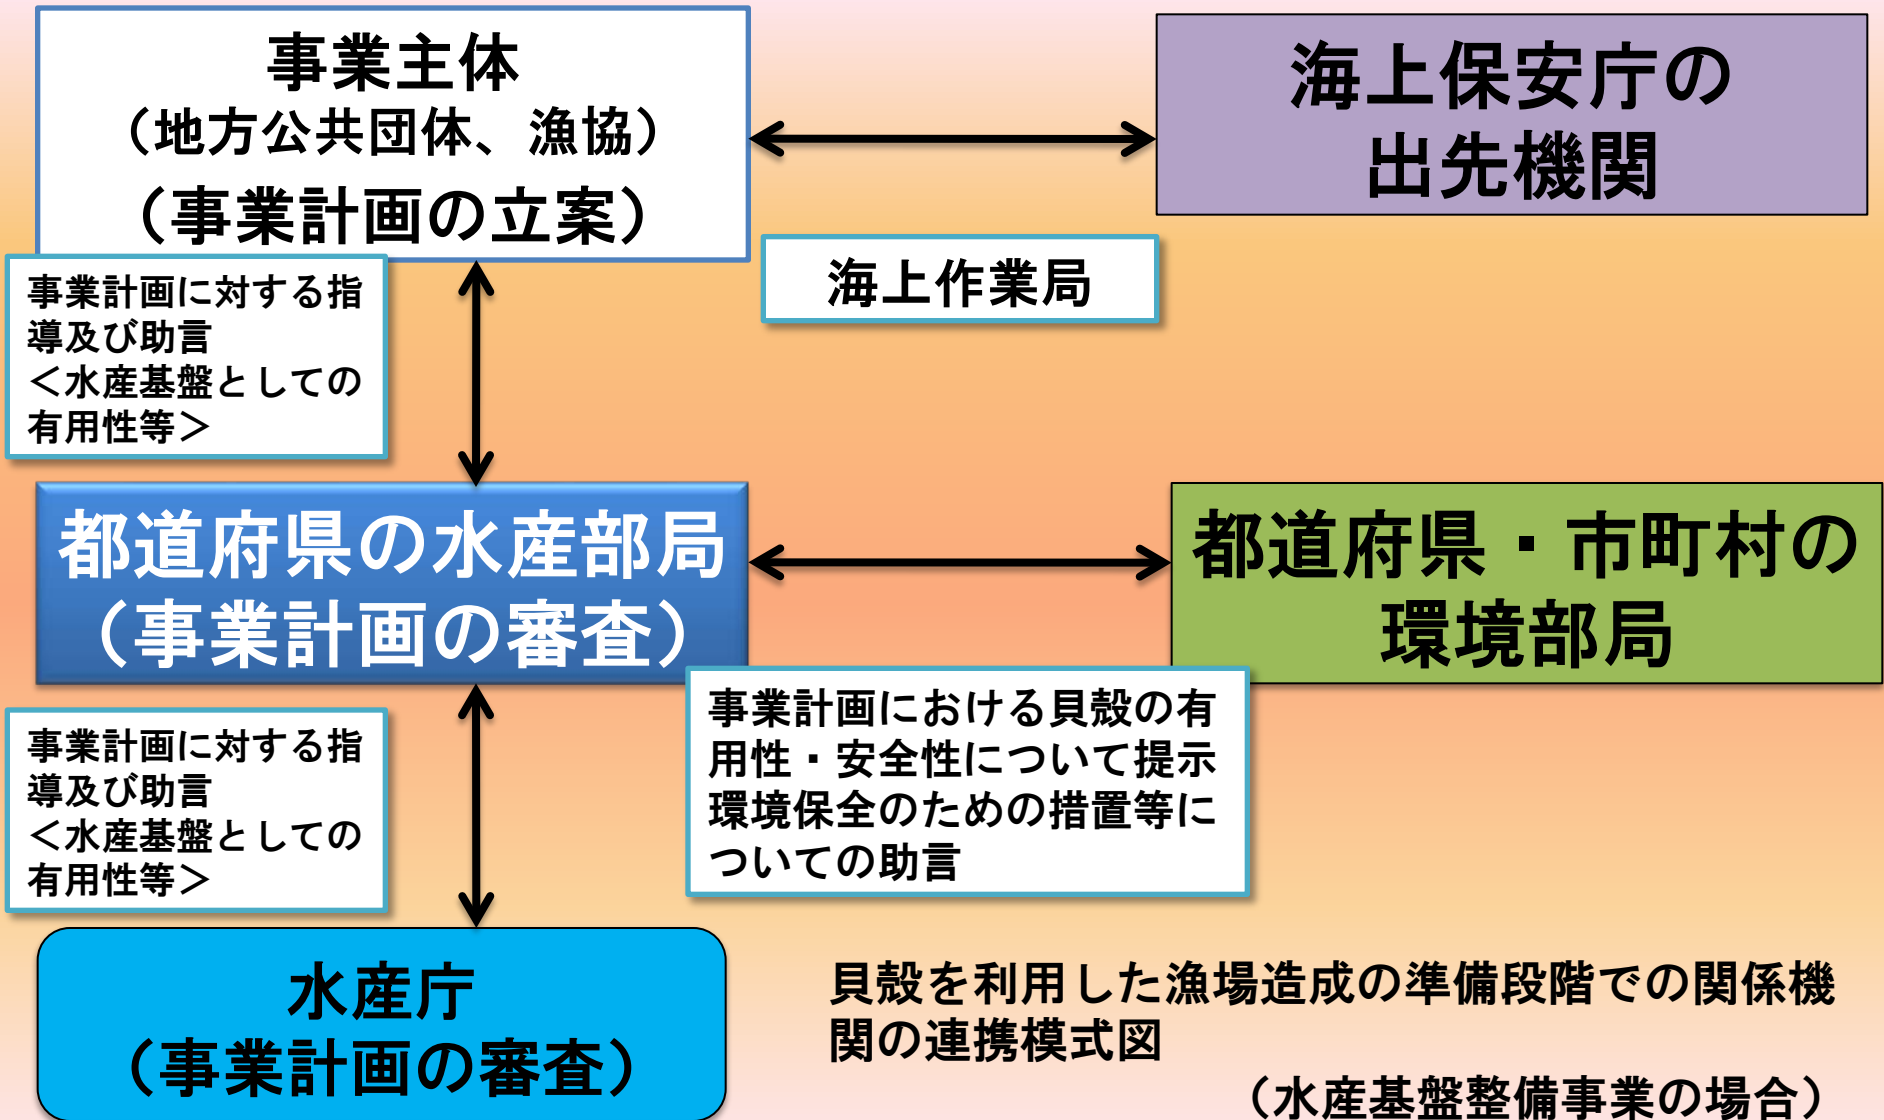 事業主体
（地方公共団体、漁協）
（事業計画の立案）
海上保安庁の
出先機関
海上作業局
事業計画に対する指
導及び助言
＜水産基盤としての
有用性等＞
都道府県の水産部局
（事業計画の審査）
都道府県・市町村の
環境部局
事業計画における貝殻の有
用性・安全性について提示
環境保全のための措置等に
ついての助言
事業計画に対する指
導及び助言
＜水産基盤としての
有用性等＞
水産庁
（事業計画の審査）
貝殻を利用した漁場造成の準備段階での関係機
関の連携模式図
（水産基盤整備事業の場合）